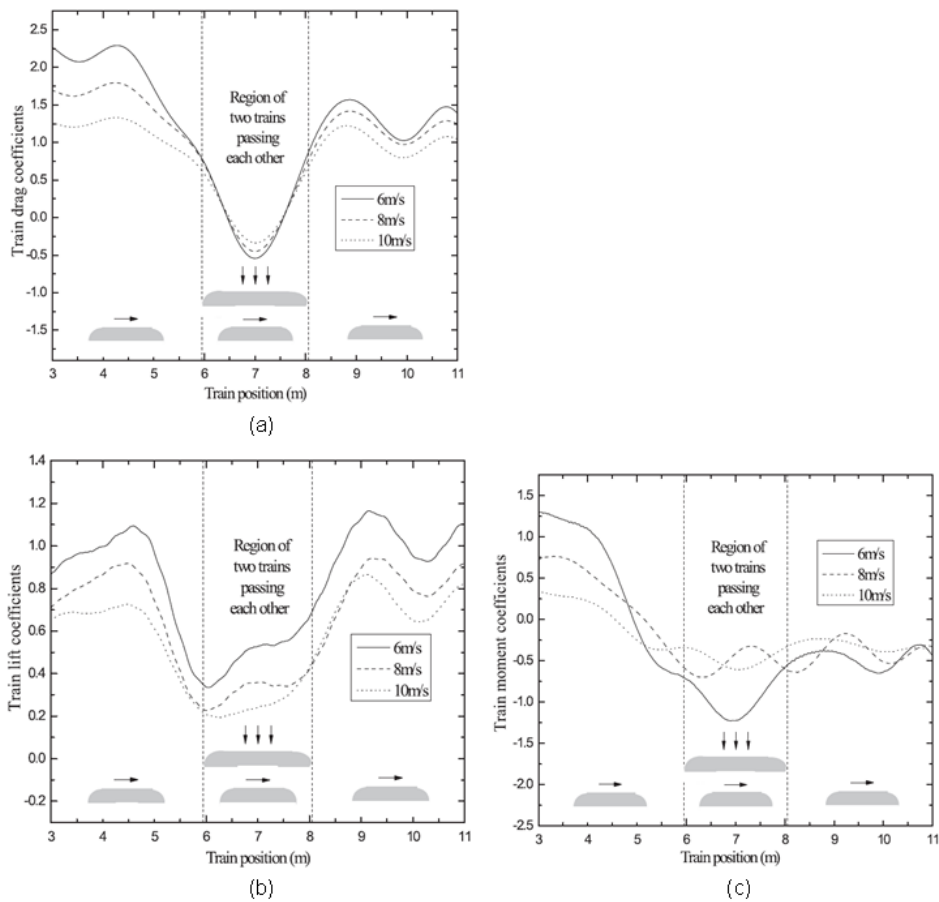 Train drag coefficients
2.5
2.0
1.5
1.0
0.5
0.0
-0.5
-1.0
-1.5
Region of
two trains
passing
each other
6m/s
8m/s
10m/s
3 4 5 6 7 8 9 10 11
Train position (m)
(a)
Train lift coefficients
1.4
1.2
1.0
0.8
0.6
0.4
0.2
0.0
-0.2
Region of
two trains
passing
each other
6m/s
8m/s
10m/s
3 4 5 6 7 8 9 10 11
Train position (m)
(b)
Train moment coefficients
1.5
1.0
0.5
0.0
-0.5
-1.0
-1.5
-2.0
-2.5
Region of
two trains
passing
each other
6m/s
8m/s
10m/s
3 4 5 6 7 8 9 10 11
Train position (m)
(c)